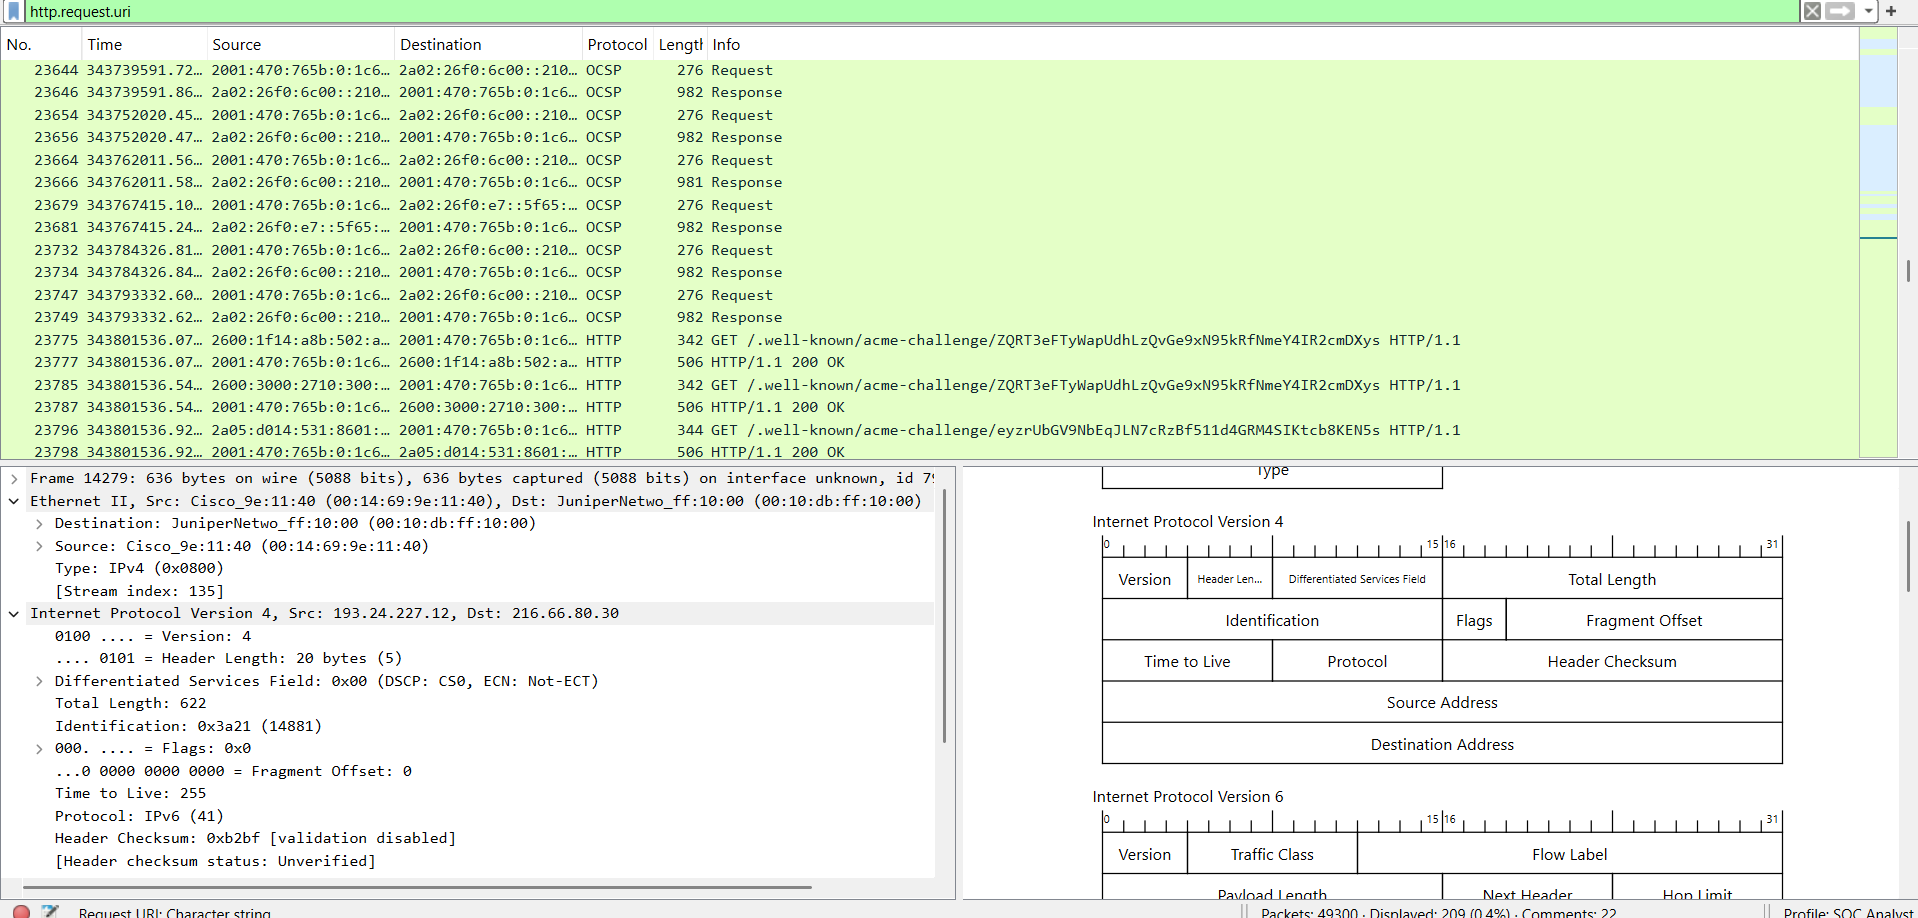 http.request.uri
No. Time Source Destination Protocol Length Info
23644 343739591.72… 2001:470:765b:0:1c6… 2a02:26f0:6c00::210… OCSP 276 Request
23646 343739591.86… 2a02:26f0:6c00::210… 2001:470:765b:0:1c6… OCSP 982 Response
23654 343752020.45… 2001:470:765b:0:1c6… 2a02:26f0:6c00::210… OCSP 276 Request
23656 343752020.47… 2a02:26f0:6c00::210… 2001:470:765b:0:1c6… OCSP 982 Response
23664 343762011.56… 2001:470:765b:0:1c6… 2a02:26f0:6c00::210… OCSP 276 Request
23666 343762011.58… 2a02:26f0:6c00::210… 2001:470:765b:0:1c6… OCSP 981 Response
23679 343767415.10… 2001:470:765b:0:1c6… 2a02:26f0:e7::5f65:… OCSP 276 Request
23681 343767415.24… 2a02:26f0:e7::5f65:… 2001:470:765b:0:1c6… OCSP 982 Response
23732 343784326.81… 2001:470:765b:0:1c6… 2a02:26f0:6c00::210… OCSP 276 Request
23734 343784326.84… 2a02:26f0:6c00::210… 2001:470:765b:0:1c6… OCSP 982 Response
23747 343793332.60… 2001:470:765b:0:1c6… 2a02:26f0:6c00::210… OCSP 276 Request
23749 343793332.62… 2a02:26f0:6c00::210… 2001:470:765b:0:1c6… OCSP 982 Response
23775 343801536.07… 2600:1f14:a8b:502:a… 2001:470:765b:0:1c6… HTTP 342 GET /.well-known/acme-challenge/ZQRT3eFTyWapUdhLzQvGe9xN95kRfNmeY4IR2cmDXys HTTP/1.1
23777 343801536.07… 2001:470:765b:0:1c6… 2600:1f14:a8b:502:a… HTTP 506 HTTP/1.1 200 OK
23785 343801536.54… 2600:3000:2710:300:… 2001:470:765b:0:1c6… HTTP 342 GET /.well-known/acme-challenge/ZQRT3eFTyWapUdhLzQvGe9xN95kRfNmeY4IR2cmDXys HTTP/1.1
23787 343801536.54… 2001:470:765b:0:1c6… 2600:3000:2710:300:… HTTP 506 HTTP/1.1 200 OK
23796 343801536.92… 2a05:d014:531:8601:… 2001:470:765b:0:1c6… HTTP 344 GET /.well-known/acme-challenge/eyzrUbGV9NbEqJLN7cRzBf511d4GRM4SIKtcb8KEN5s HTTP/1.1
23798 343801536.92… 2001:470:765b:0:1c6… 2a05:d014:531:8601:… HTTP 506 HTTP/1.1 200 OK
Frame 14279: 636 bytes on wire (5088 bits), 636 bytes captured (5088 bits) on interface unknown, id 79
Ethernet II, Src: Cisco_9e:11:40 (00:14:69:9e:11:40), Dst: JuniperNetwo_ff:10:00 (00:10:db:ff:10:00)
Destination: JuniperNetwo_ff:10:00 (00:10:db:ff:10:00)
Source: Cisco_9e:11:40 (00:14:69:9e:11:40)
Type: IPv4 (0x0800)
[Stream index: 135]
Internet Protocol Version 4, Src: 193.24.227.12, Dst: 216.66.80.30
0100 .... = Version: 4
.... 0101 = Header Length: 20 bytes (5)
Differentiated Services Field: 0x00 (DSCP: CS0, ECN: Not-ECT)
Total Length: 622
Identification: 0x3a21 (14881)
000. .... = Flags: 0x0
...0 0000 0000 0000 = Fragment Offset: 0
Time to Live: 255
Protocol: IPv6 (41)
Header Checksum: 0xb2bf [validation disabled]
[Header checksum status: Unverified]
Type
Internet Protocol Version 4
0 15 16 31
Version Header Len... Differentiated Services Field Total Length
Identification Flags Fragment Offset
Time to Live Protocol Header Checksum
Source Address
Destination Address
Internet Protocol Version 6
0 15 16 31
Version Traffic Class Flow Label
Payload Length Next Header Hop Limit
Request URI: Character string
Packets: 49300 · Displayed: 209 (0.4%) · Comments: 22
Profile: SOC Analyst